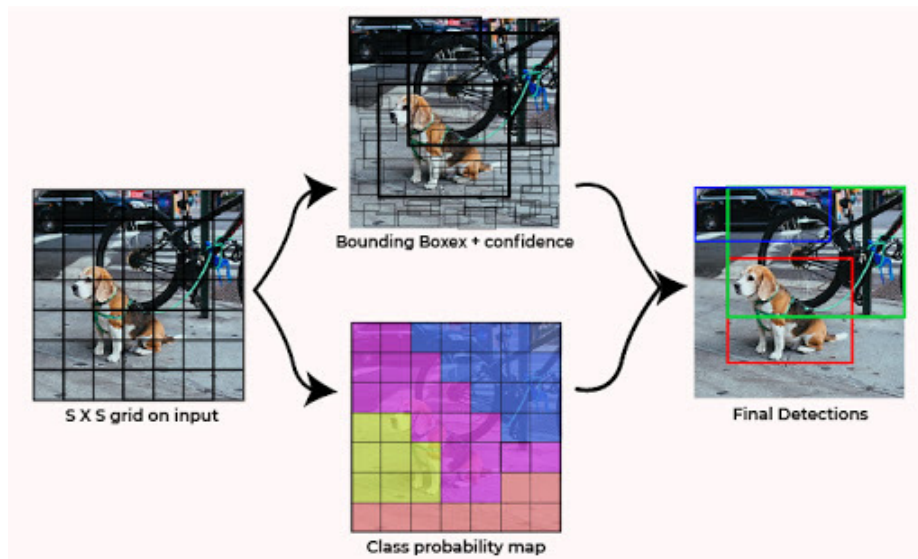 Bounding Boxex + confidence
S X S grid on input
Final Detections
Class probability map